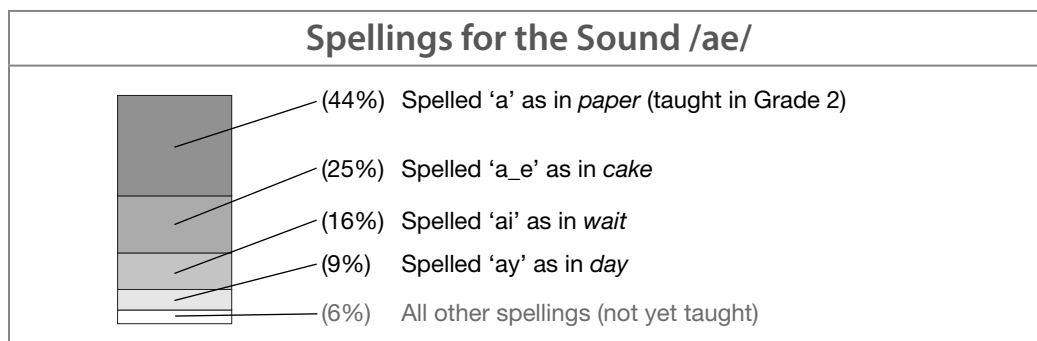 Spellings for the Sound /ae/
(44%) Spelled ‘a’ as in paper (taught in Grade 2)
(25%) Spelled ‘a_e’ as in cake
(16%) Spelled ‘ai’ as in wait
(9%) Spelled ‘ay’ as in day
(6%) All other spellings (not yet taught)